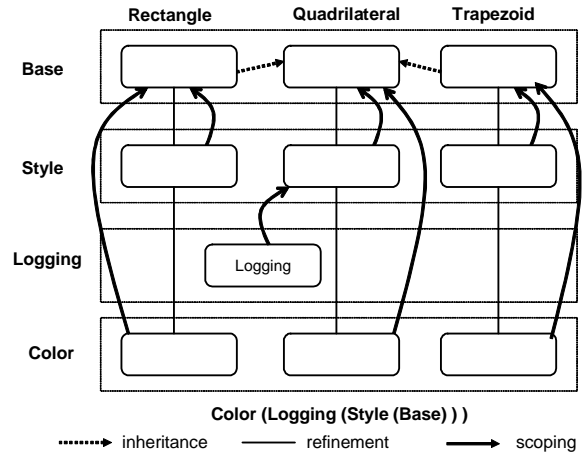 Rectangle Quadrilateral Trapezoid
Base
Style
Logging
Logging
Color
Color (Logging (Style (Base) ) )
inheritance refinement scoping